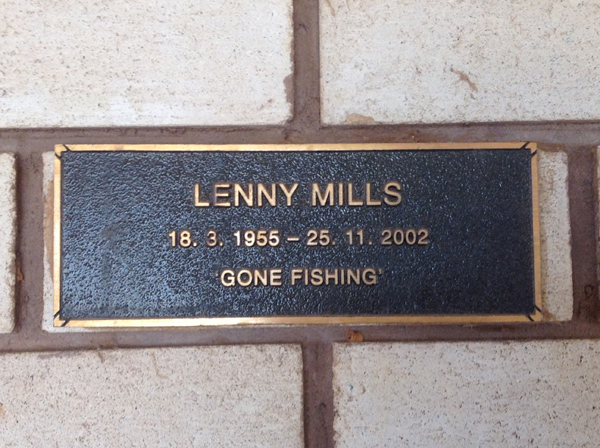 LENNY MILLS
18. 3. 1955 – 25. 11. 2002
'GONE FISHING'